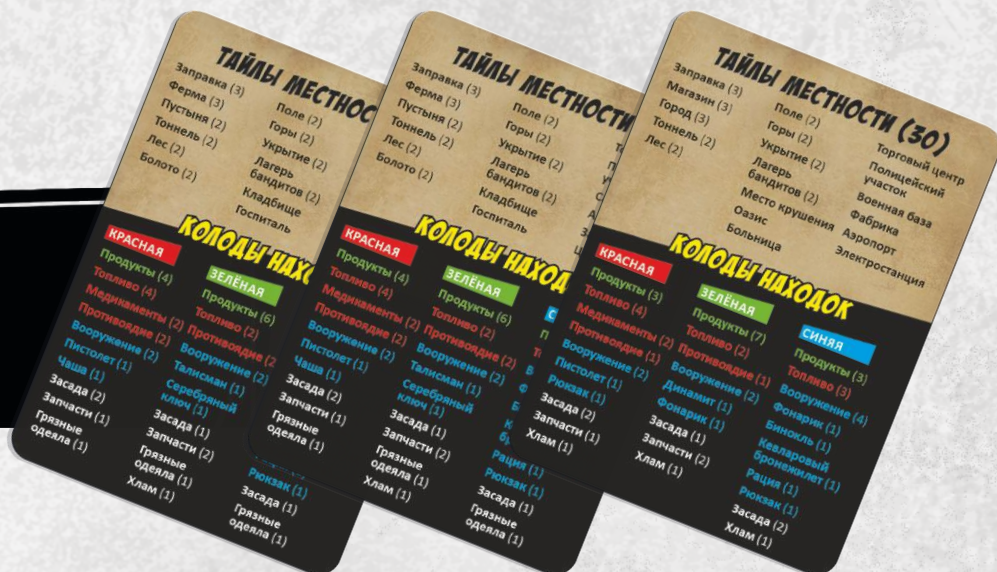 ТАЙЛЫ МЕСТНОС
Заправка (3)
Ферма (3)
Пустыня (2)
Тоннель (2)
Лес (2)
Болото (2)
Поле (2)
Горы (2)
Укрытие (2)
Лагерь
бандитов (2)
Кладбище
Госпиталь
КОЛОДЫ НАХО
КРАСНАЯ
Продукты (4)
Топливо (4)
Медикаменты (2)
Противоядие (2)
Вооружение (2)
Пистолет (1)
Чаша (1)
Засада (2)
Запчасти (1)
Грязные
одеяла (1)
ЗЕЛЁНАЯ
Продукты (6)
Топливо (2)
Противоядие (2
Вооружение (2)
Талисман (1)
Серебряный
ключ (1)
Засада (1)
Запчасти (2)
Грязные
одеяла (1)
Хлам (1)
Рюкзак (1)
Засада (1)
Грязные
одеяла (1)
ТАЙЛЫ МЕСТНОСТИ
Заправка (3)
Ферма (3)
Пустыня (2)
Тоннель (2)
Лес (2)
Болото (2)
Поле (2)
Горы (2)
Укрытие (2)
Лагерь
бандитов (2)
Кладбище
Госпиталь
КОЛОДЫ НАХОД
КРАСНАЯ
Продукты (4)
Топливо (4)
Медикаменты (2)
Противоядие (2)
Вооружение (2)
Пистолет (1)
Чаша (1)
Засада (2)
Запчасти (1)
Грязные
одеяла (1)
ЗЕЛЁНАЯ
Продукты (6)
Топливо (2)
Противоядие (2)
Вооружение (2)
Талисман (1)
Серебряный
ключ (1)
Засада (1)
Запчасти (2)
Грязные
одеяла (1)
Хлам (1)
Рация (1)
Рюкзак (1)
Засада (1)
Грязные
одеяла (1)
ТАЙЛЫ МЕСТНОСТИ (30)
Заправка (3)
Магазин (3)
Город (3)
Тоннель (2)
Лес (2)
Поле (2)
Горы (2)
Укрытие (2)
Лагерь
бандитов (2)
Место крушения
Оазис
Больница
Торговый центр
Полицейский
участок
Военная база
Фабрика
Аэропорт
Электростанция
КОЛОДЫ НАХОДОК
КРАСНАЯ
Продукты (3)
Топливо (4)
Медикаменты (2)
Противоядие (1)
Вооружение (2)
Пистолет (1)
Рюкзак (1)
Засада (2)
Запчасти (1)
Хлам (1)
ЗЕЛЁНАЯ
Продукты (7)
Топливо (2)
Противоядие (1)
Вооружение (2)
Динамит (1)
Фонарик (1)
Засада (1)
Запчасти (2)
Хлам (1)
СИНЯЯ
Продукты (3)
Топливо (3)
Вооружение (4)
Фонарик (1)
Бинокль (1)
Кевларовый
бронежилет (1)
Рация (1)
Рюкзак (1)
Засада (2)
Хлам (1)